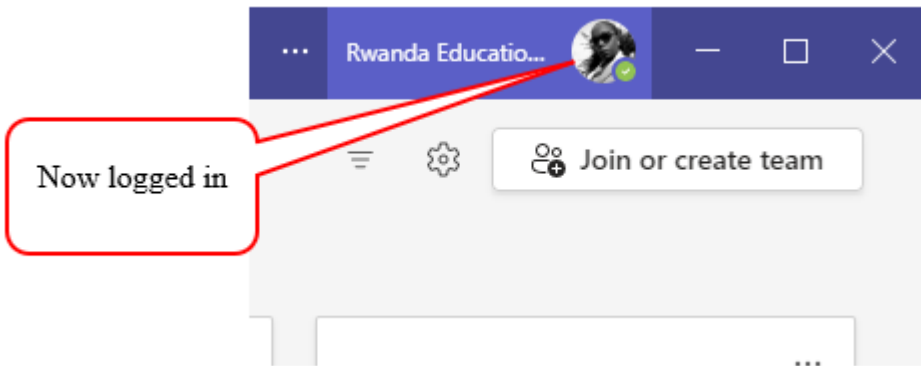 ... Rwanda Educatio...
Now logged in
Join or create team
...